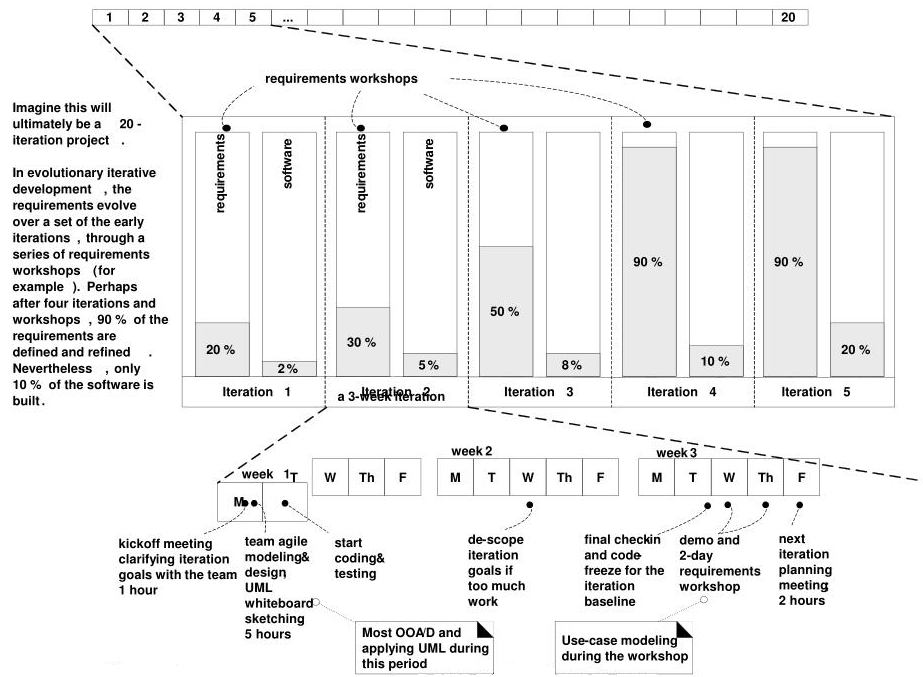 1 2 3 4 5 ... 20
requirements workshops
Imagine this will
ultimately be a 20 -
iteration project .
In evolutionary iterative
development , the
requirements evolve
over a set of the early
iterations , through a
series of requirements
workshops (for
example ). Perhaps
after four iterations and
workshops , 90 % of the
requirements are
defined and refined .
Nevertheless , only
10 % of the software is
built .
requirements
software
requirements
software
20 %
2 %
30 %
5 %
50 %
8 %
90 %
10 %
90 %
20 %
Iteration 1
Iteration 2
Iteration 3
Iteration 4
Iteration 5
a 3-week iteration
week 1
M T W Th F
week 2
M T W Th F
week 3
M T W Th F
kickoff meeting
clarifying iteration
goals with the team
1 hour
team agile
modeling&
design,
UML
whiteboard
sketching
5 hours
start
coding&
testing
de-scope
iteration
goals if
too much
work
final checkin
and code-
freeze for the
iteration
baseline
demo and
2-day
requirements
workshop
next
iteration
planning
meeting;
2 hours
Most OOA/D and
applying UML during
this period
Use-case modeling
during the workshop